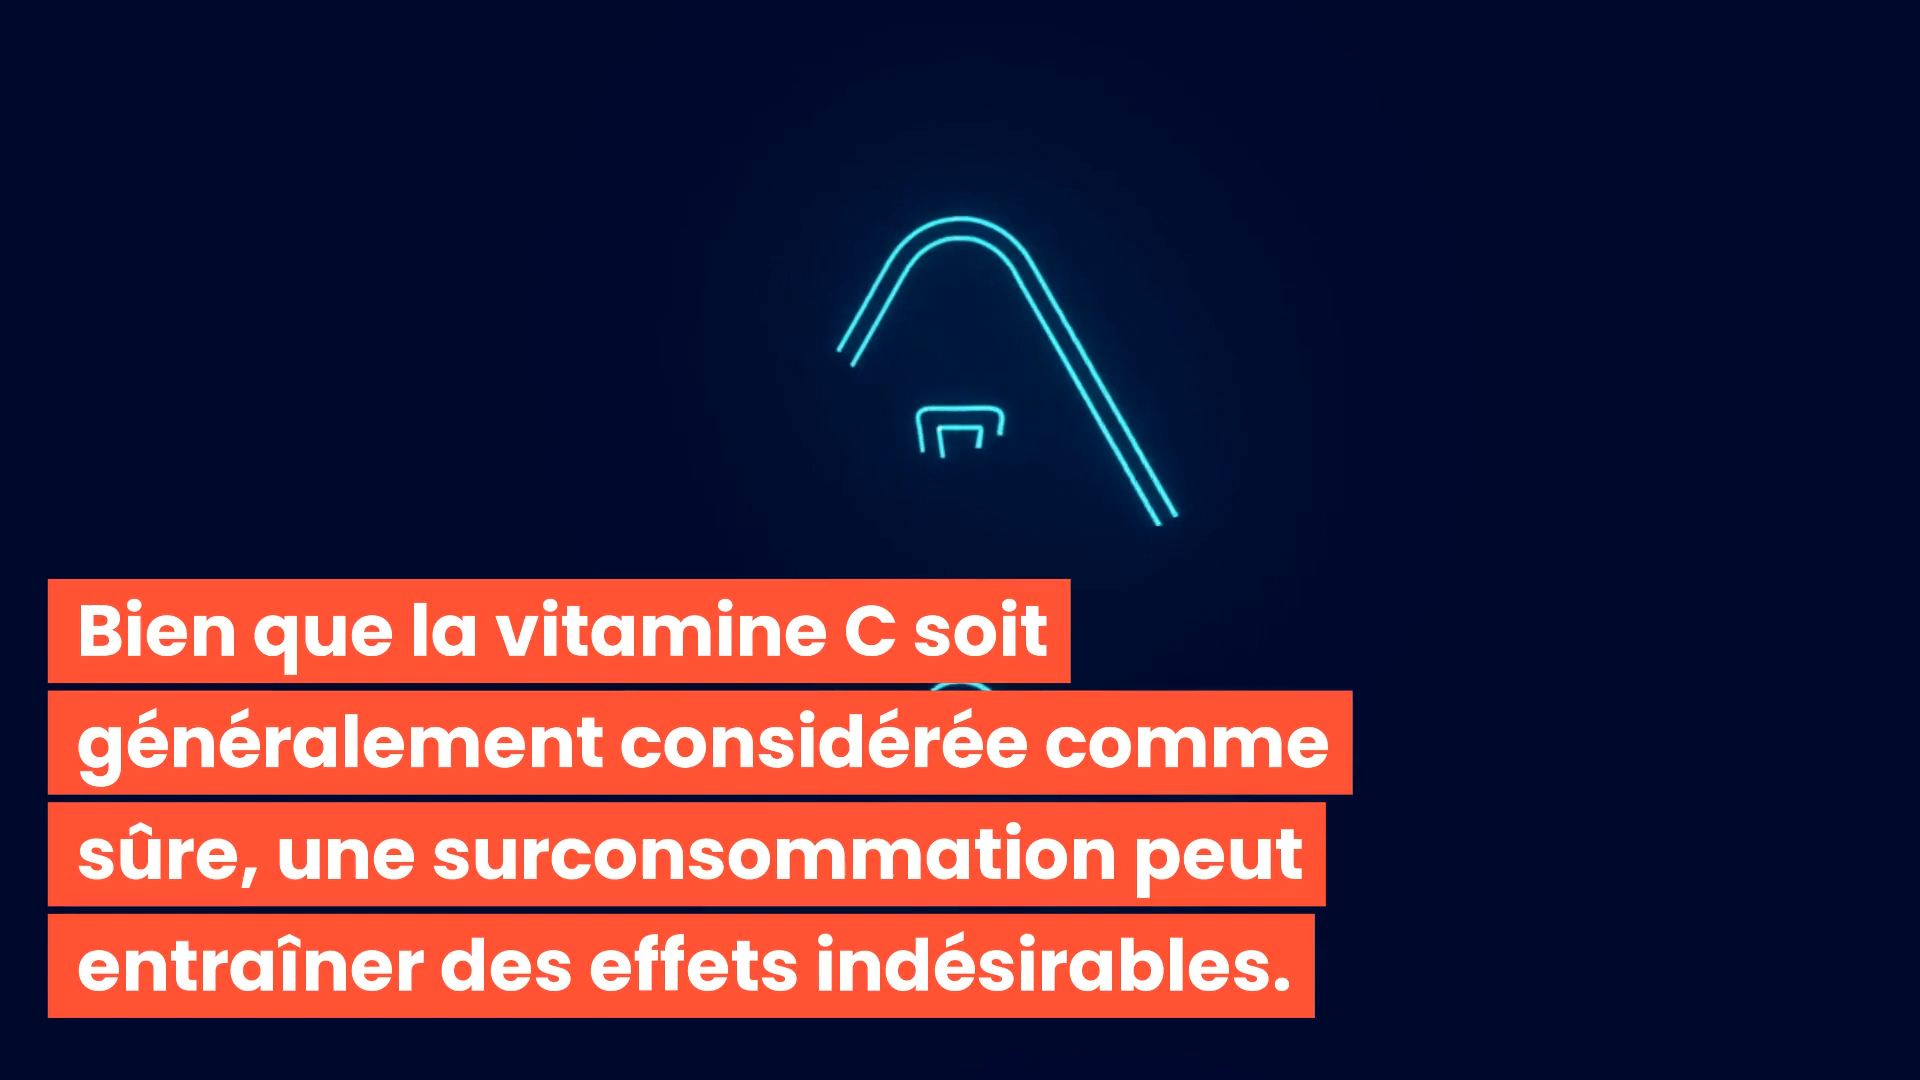 Bien que la vitamine C soit
généralement considérée comme
sûre, une surconsommation peut
entraîner des effets indésirables.